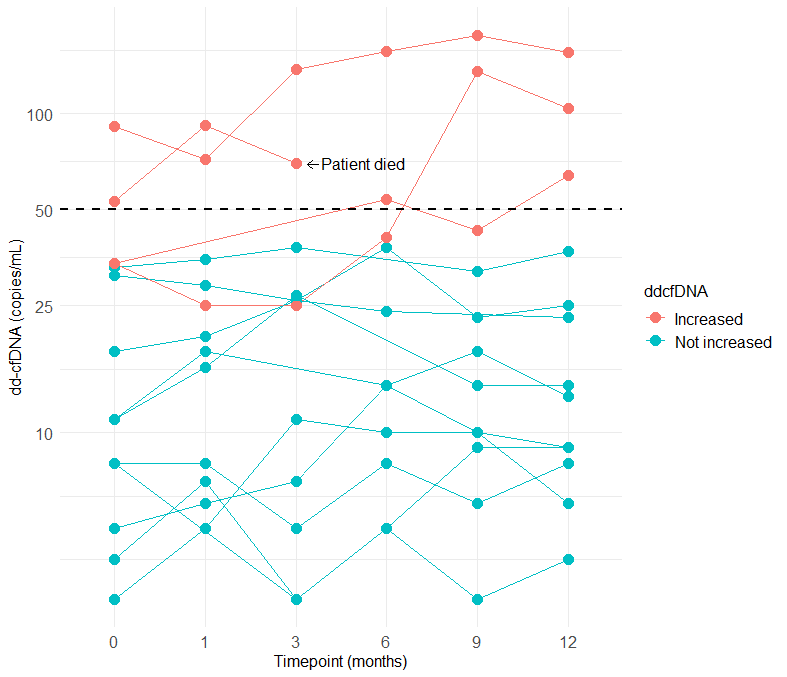 100
50
25
10
dd-cfDNA (copies/mL)
←Patient died
0 1 3 6 9 12
Timepoint (months)
ddcfDNA
Increased
Not increased